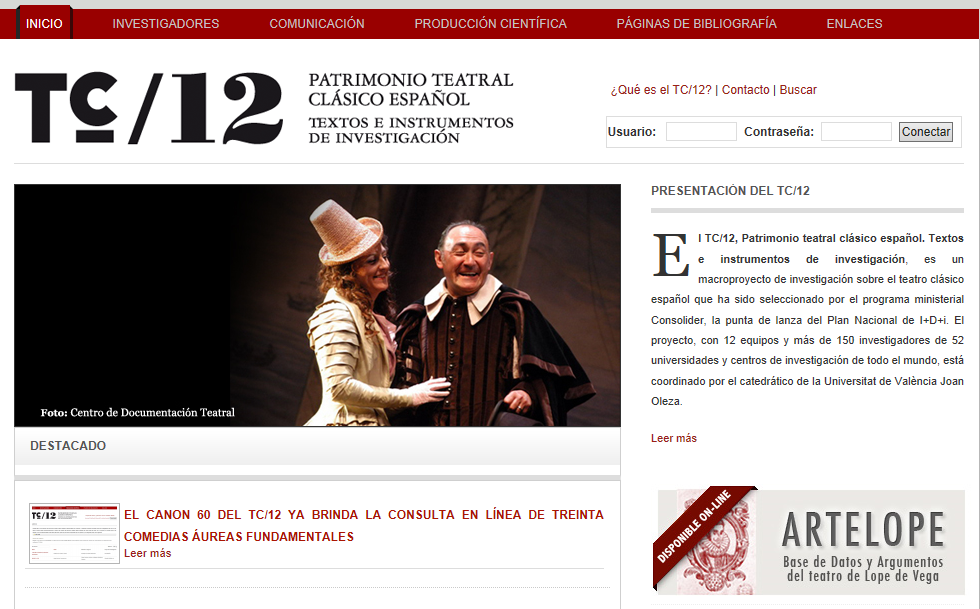 INICIO INVESTIGADORES COMUNICACIÓN PRODUCCIÓN CIENTÍFICA PÁGINAS DE BIBLIOGRAFÍA ENLACES
TC/12
PATRIMONIO TEATRAL
CLÁSICO ESPAÑOL
TEXTOS E INSTRUMENTOS
DE INVESTIGACIÓN
¿Qué es el TC/12? | Contacto | Buscar
Usuario: Contraseña: Conectar
Foto: Centro de Documentación Teatral
DESTACADO
TC/12
EL CANON 60 DEL TC/12 YA BRINDA LA CONSULTA EN LÍNEA DE TREINTA
COMEDIAS ÁUREAS FUNDAMENTALES
Leer más
PRESENTACIÓN DEL TC/12
El TC/12, Patrimonio teatral clásico español. Textos
e instrumentos de investigación, es un
macroproyecto de investigación sobre el teatro clásico
español que ha sido seleccionado por el programa ministerial
Consolider, la punta de lanza del Plan Nacional de I+D+i. El
proyecto, con 12 equipos y más de 150 investigadores de 52
universidades y centros de investigación de todo el mundo, está
coordinado por el catedrático de la Universitat de València Joan
Oleza.
Leer más
DISPONIBLE ON-LINE
ARTELOPE
Base de Datos y Argumentos
del teatro de Lope de Vega